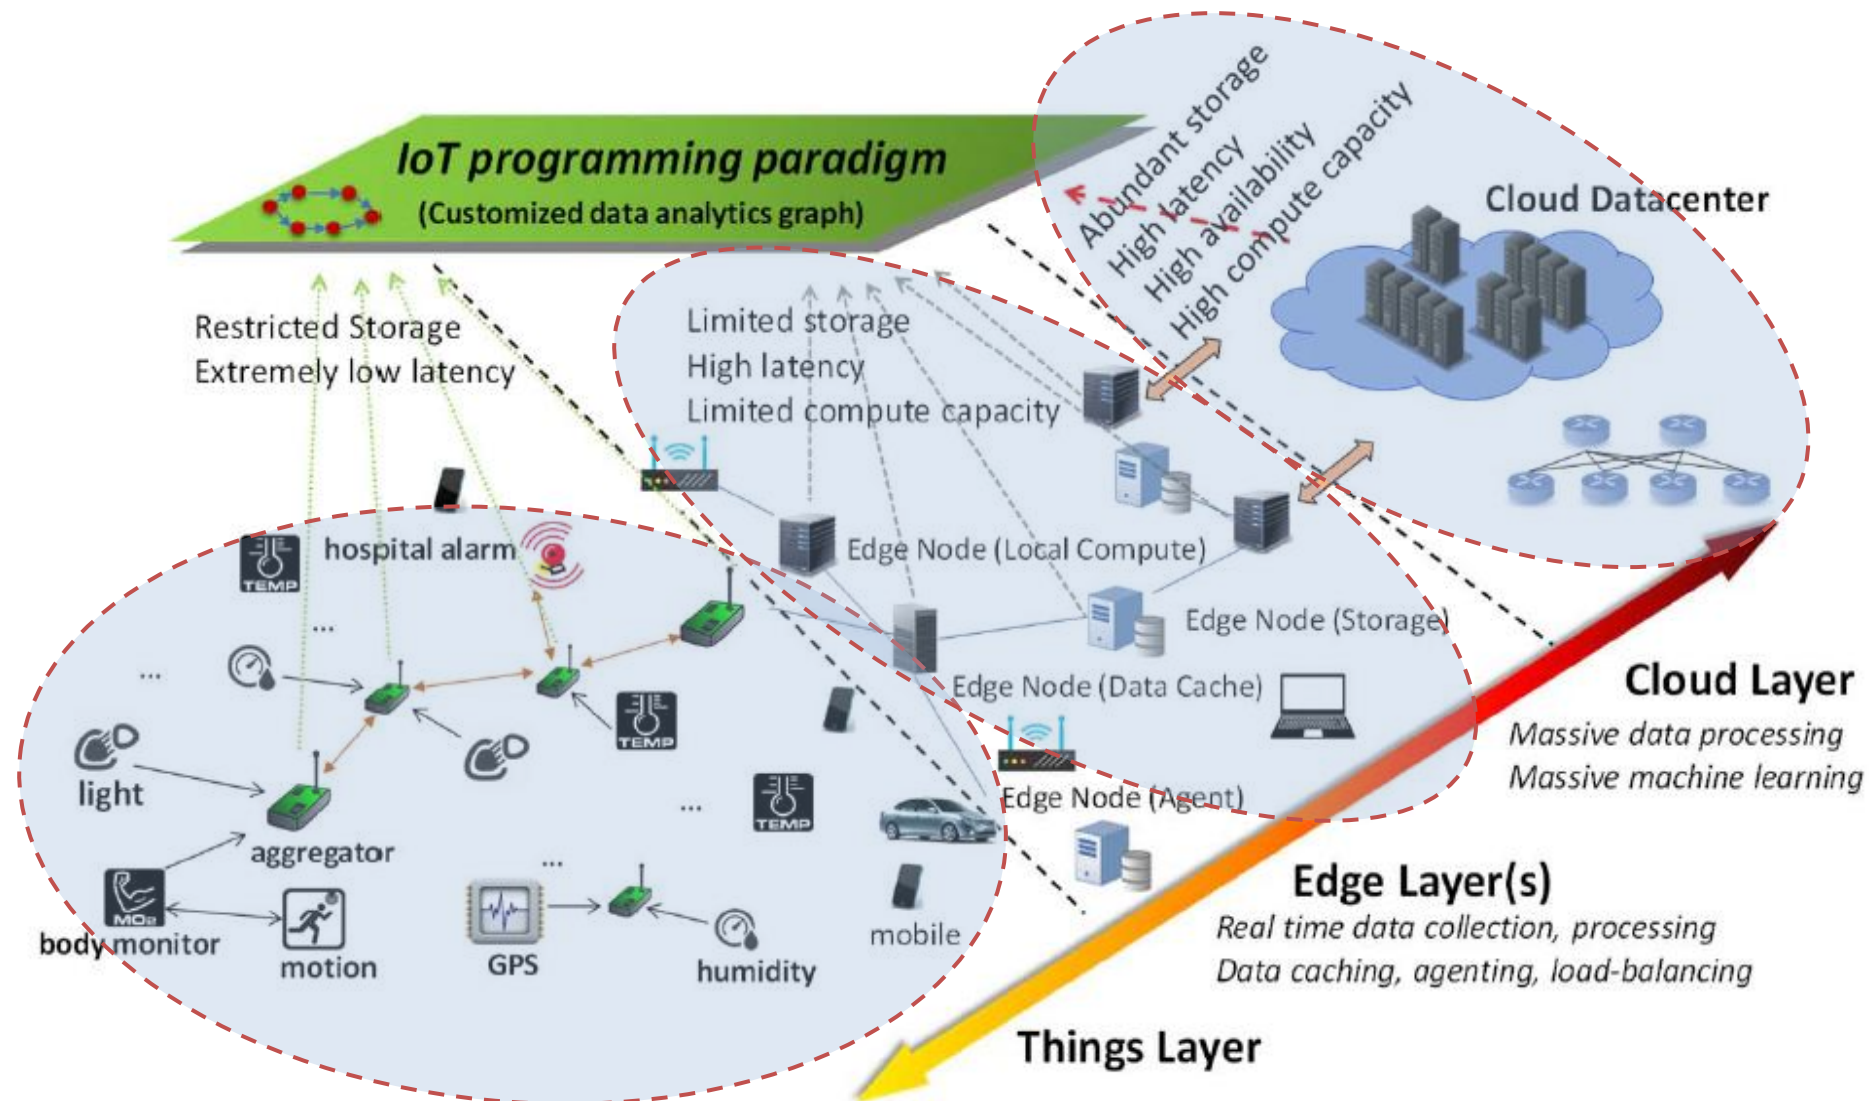 IoT programming paradigm
(Customized data analytics graph)
Abundant storage
High latency
High availability
High compute capacity
Cloud Datacenter
Restricted Storage
Extremely low latency
Limited storage
High latency
Limited compute capacity
TEMP
hospital alarm
...
...
light
aggregator
TEMP
TEMP
...
...
MO₂
body monitor
motion
GPS
humidity
mobile
Edge Node (Local Compute)
Edge Node (Storage)
Edge Node (Data Cache)
Edge Node (Agent)
Cloud Layer
Massive data processing
Massive machine learning
Edge Layer(s)
Real time data collection, processing
Data caching, agenting, load-balancing
Things Layer